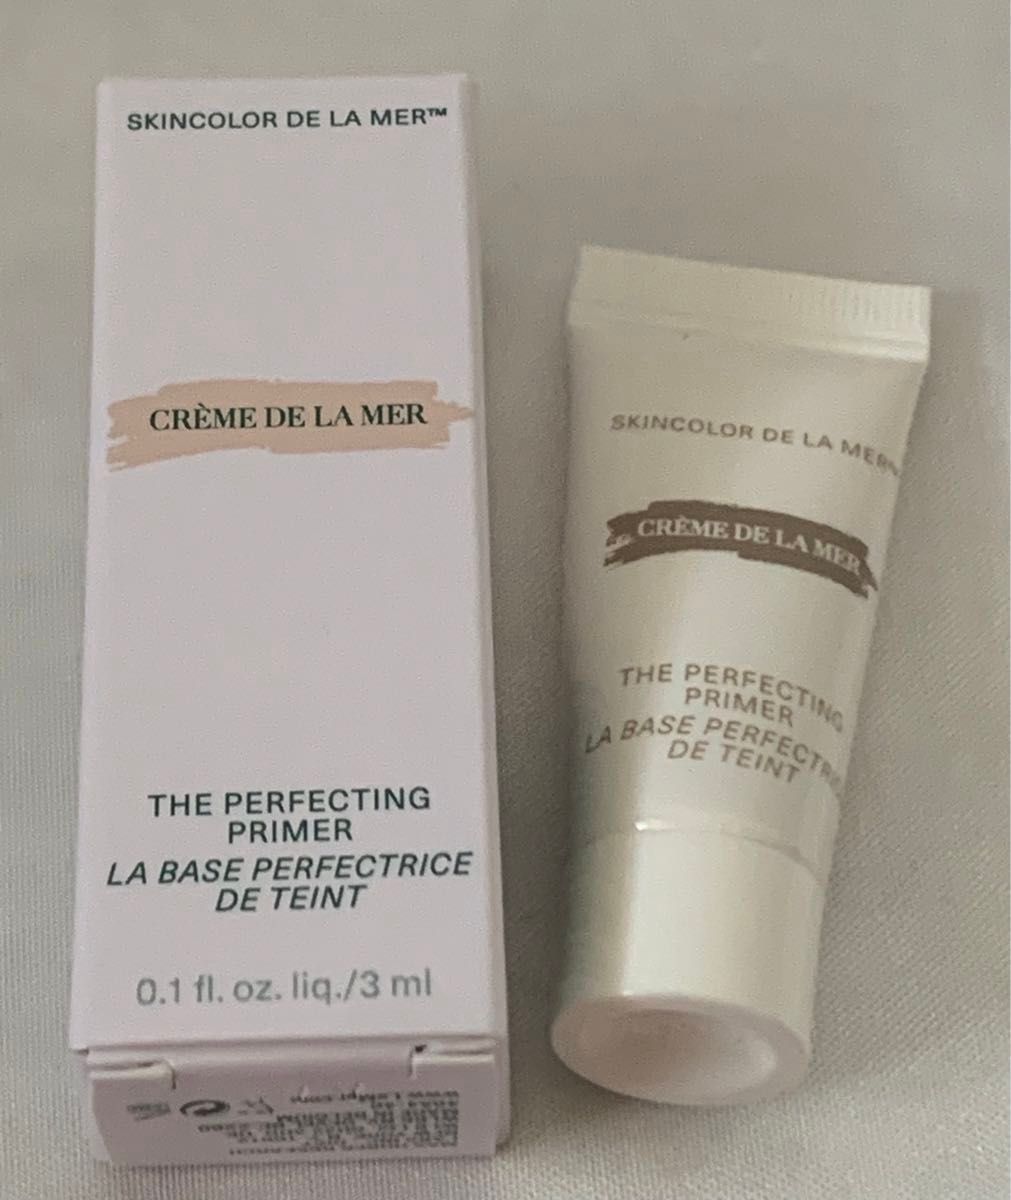 SKINCOLOR DE LA MER™
CRÈME DE LA MER
THE PERFECTING
PRIMER
LA BASE PERFECTRICE
DE TEINT
0.1 fl. oz. liq./3 ml
SKINCOLOR DE LA MER
CRÈME DE LA MER
THE PERFECTING
PRIMER
LA BASE PERFECTRI
DE TEINT